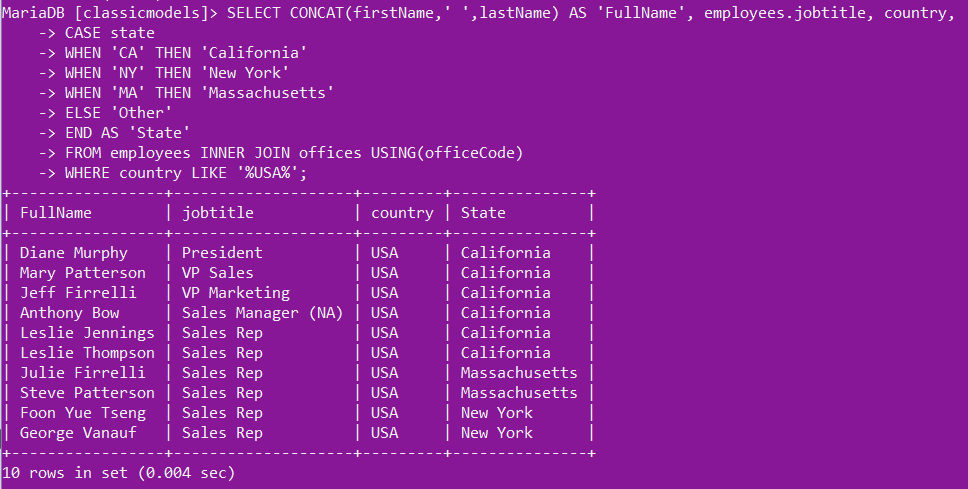 MariaDB [classicmodels]> SELECT CONCAT(firstName,' ',lastName) AS 'FullName', employees.jobtitle, country,
    -> CASE state
    -> WHEN 'CA' THEN 'California'
    -> WHEN 'NY' THEN 'New York'
    -> WHEN 'MA' THEN 'Massachusetts'
    -> ELSE 'Other'
    -> END AS 'State'
    -> FROM employees INNER JOIN offices USING(officeCode)
    -> WHERE country LIKE '%USA%';
+-----------------+--------------------+---------+---------------+
| FullName        | jobtitle           | country | State         |
+-----------------+--------------------+---------+---------------+
| Diane Murphy    | President          | USA     | California    |
| Mary Patterson  | VP Sales           | USA     | California    |
| Jeff Firrelli   | VP Marketing       | USA     | California    |
| Anthony Bow     | Sales Manager (NA) | USA     | California    |
| Leslie Jennings | Sales Rep          | USA     | California    |
| Leslie Thompson | Sales Rep          | USA     | California    |
| Julie Firrelli  | Sales Rep          | USA     | Massachusetts |
| Steve Patterson | Sales Rep          | USA     | Massachusetts |
| Foon Yue Tseng  | Sales Rep          | USA     | New York      |
| George Vanauf   | Sales Rep          | USA     | New York      |
+-----------------+--------------------+---------+---------------+
10 rows in set (0.004 sec)